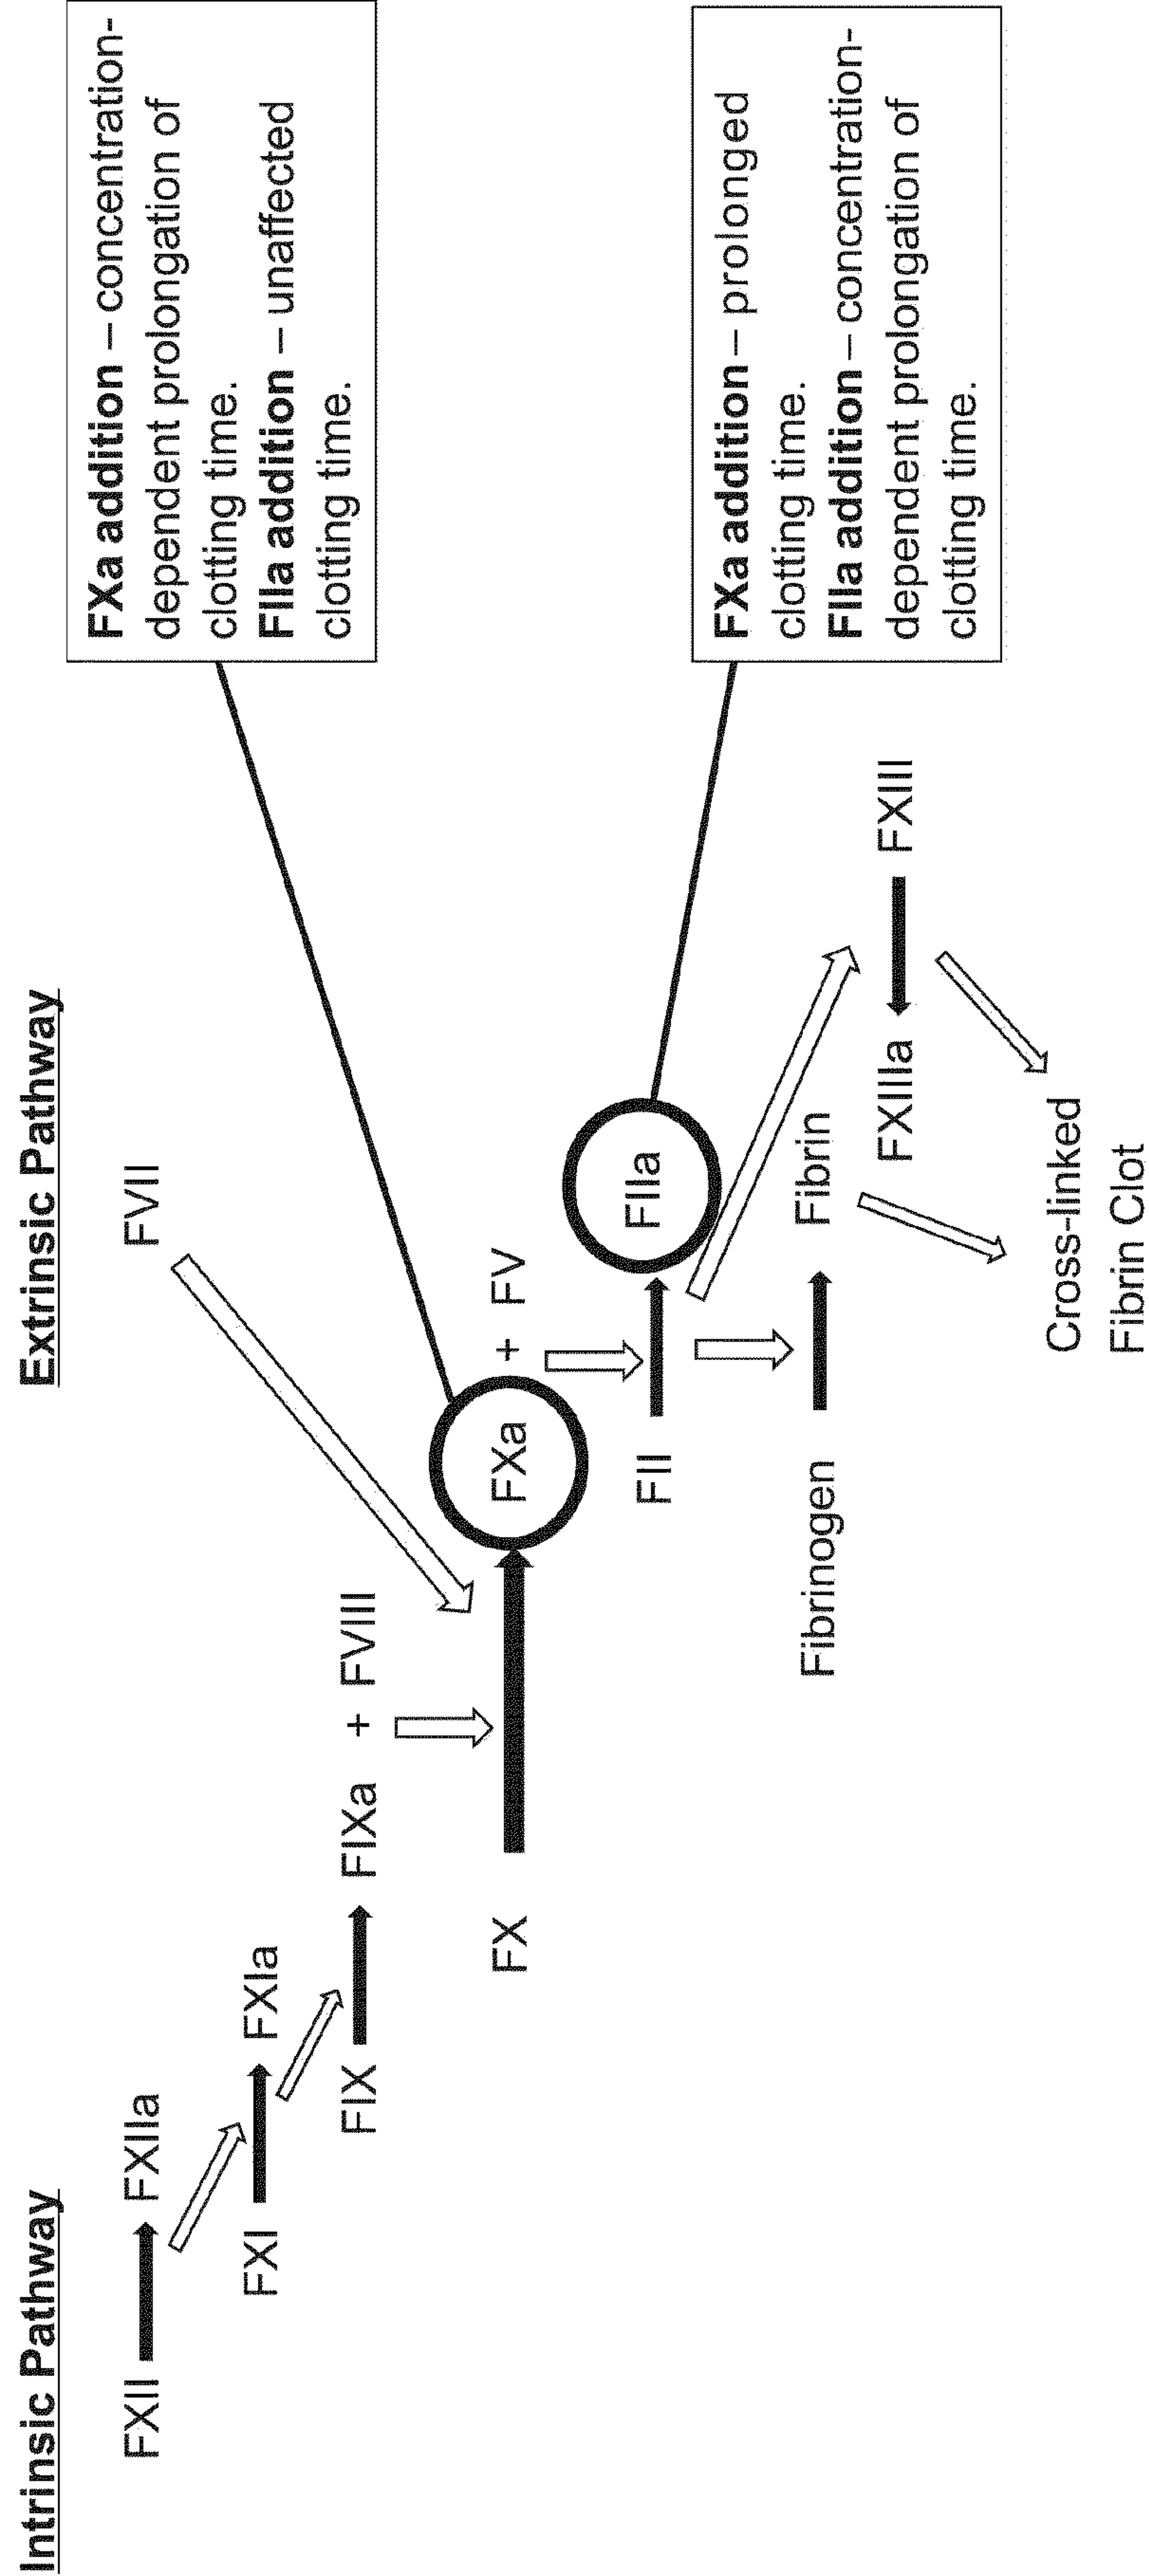 Intrinsic Pathway
Extrinsic Pathway
FXII
FXIIa
FVII
FXI
FXIa
FIX
FIXa + FVIII
FX
FXa
+ FV
FII
FIIa
Fibrinogen
Fibrin
FXIIIa
FXIII
Cross-linked
Fibrin Clot
FXa addition – concentration-
dependent prolongation of
clotting time.
FIIa addition – unaffected
clotting time.
FXa addition – prolonged
clotting time.
FIIa addition – concentration-
dependent prolongation of
clotting time.